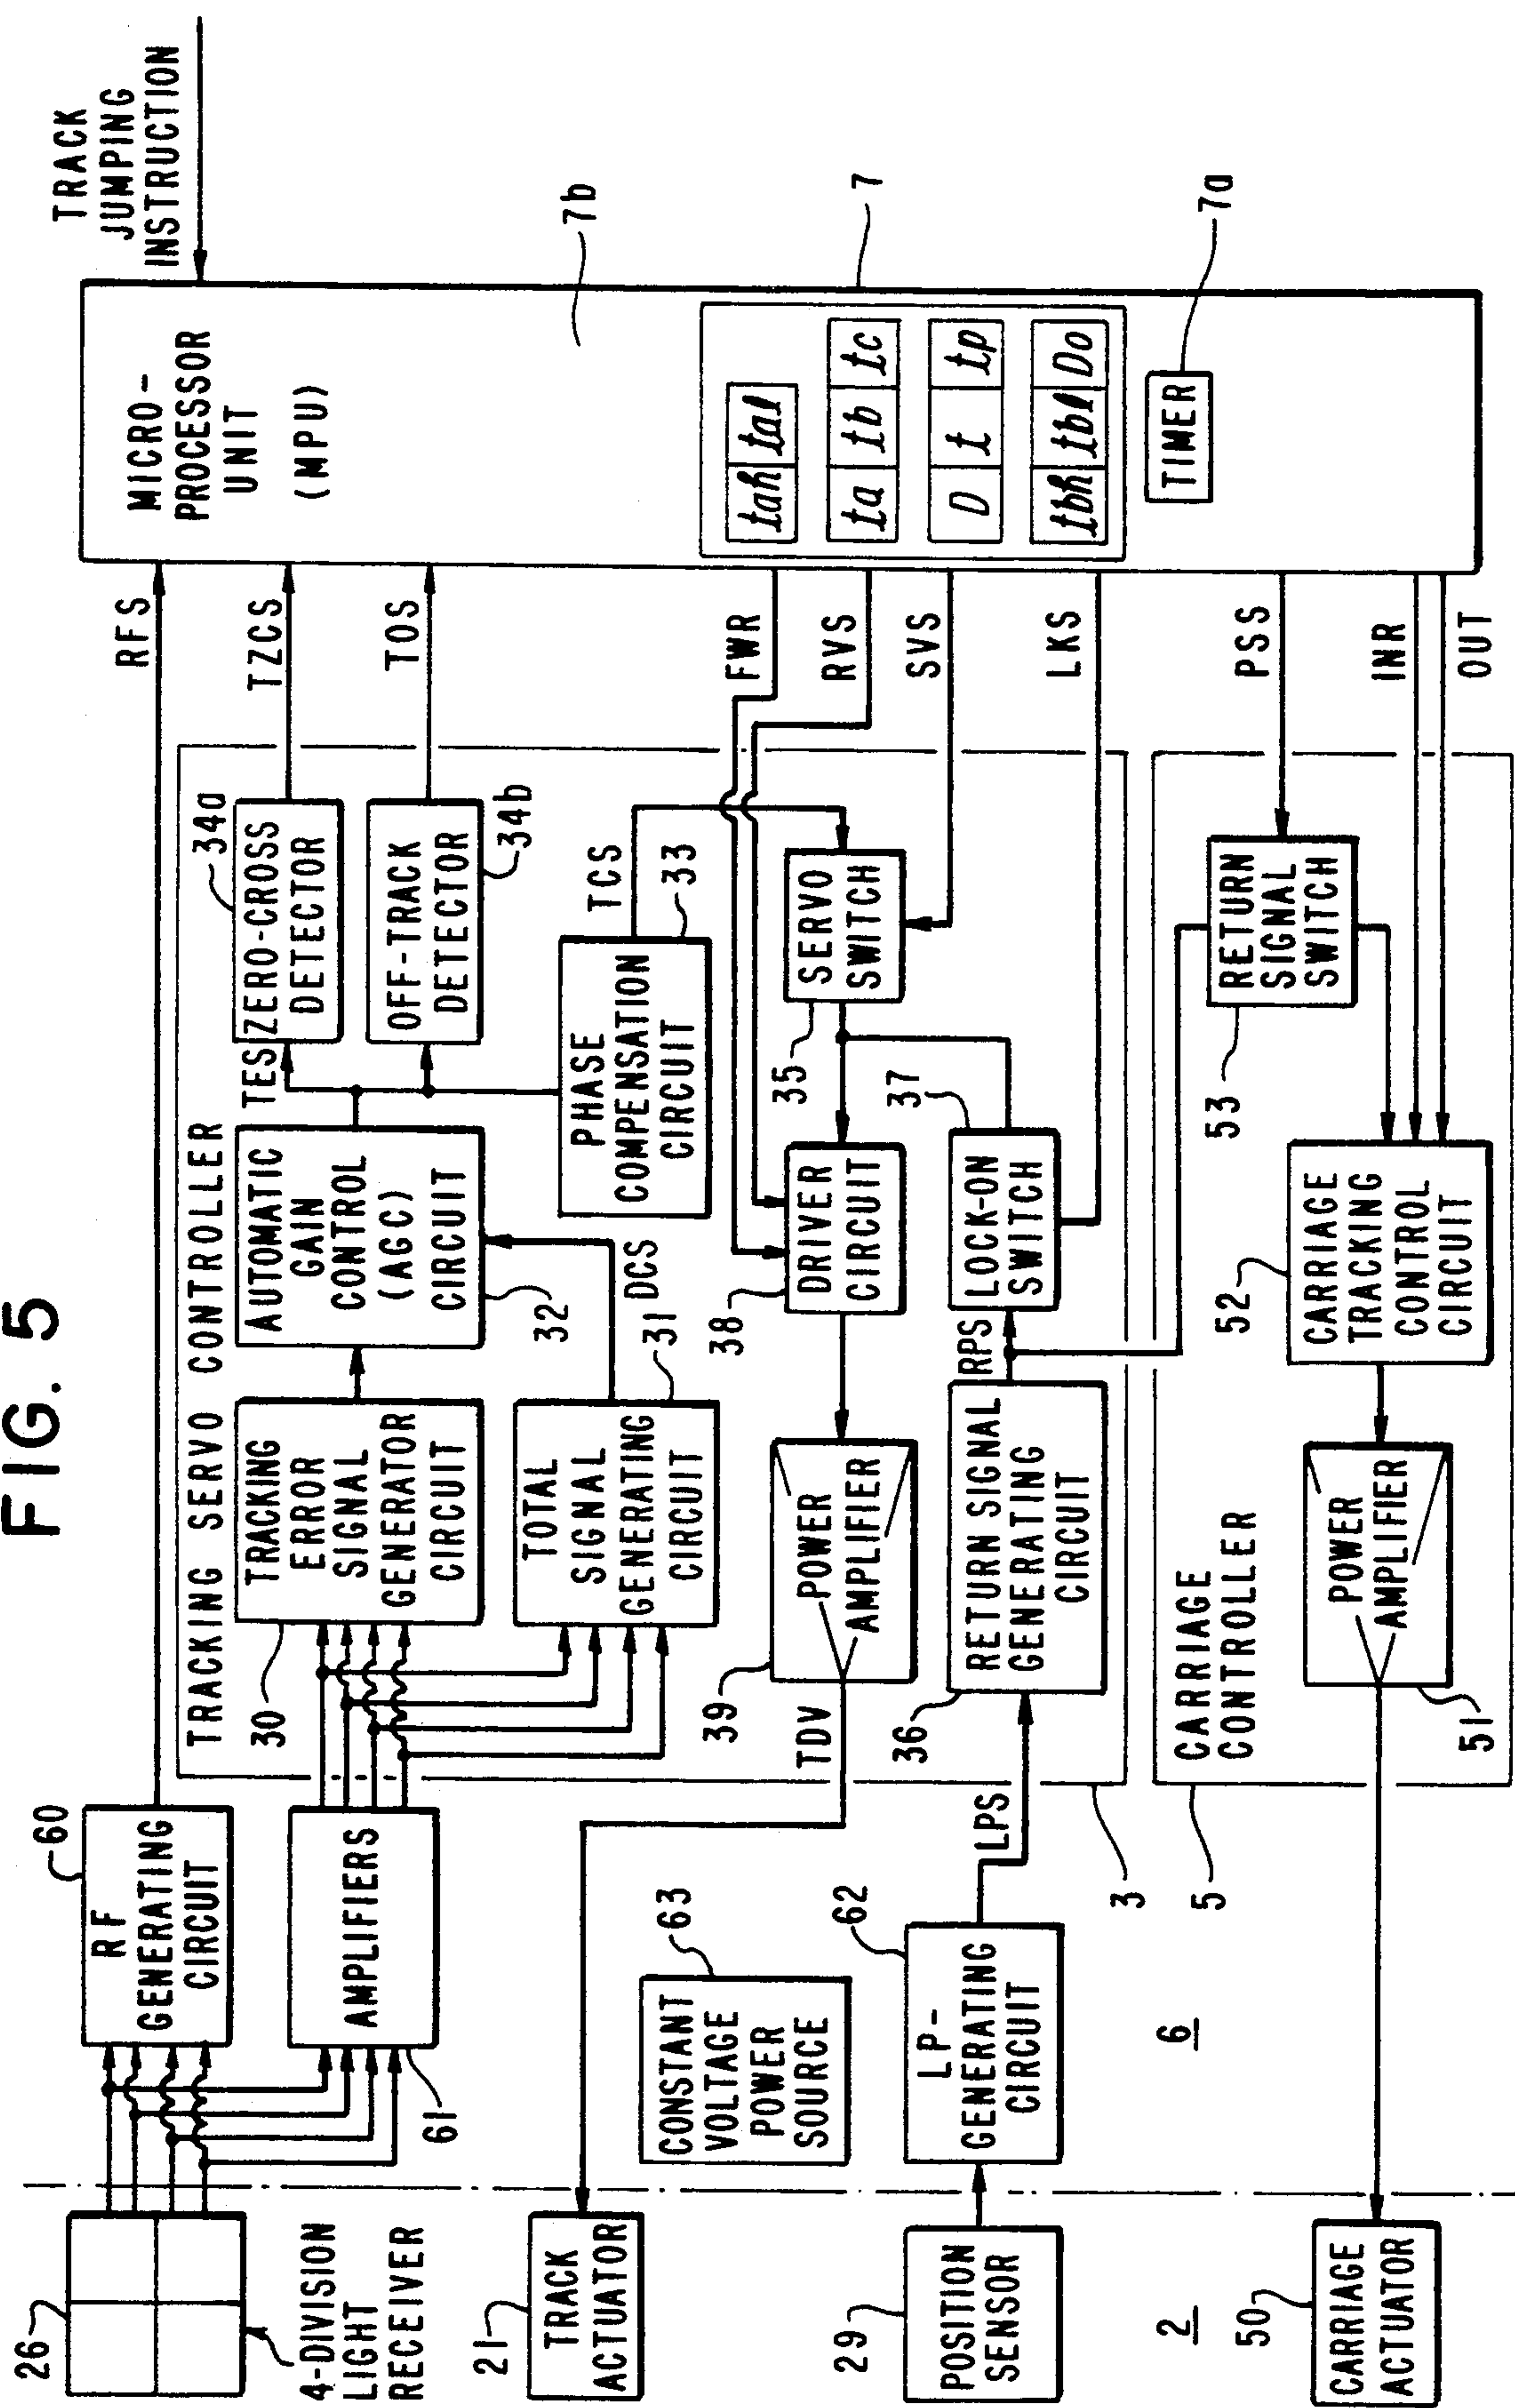 FIG. 5
26
4-DIVISION
LIGHT
RECEIVER
21
TRACK
ACTUATOR
29
POSITION
SENSOR
2
50
CARRIAGE
ACTUATOR
60
RF
GENERATING
CIRCUIT
AMPLIFIERS
61
63
CONSTANT
VOLTAGE
POWER
SOURCE
62
LP-
GENERATING
CIRCUIT
LPS
6
3
5
TRACKING SERVO CONTROLLER
30
TRACKING
ERROR
SIGNAL
GENERATOR
CIRCUIT
TOTAL
SIGNAL
GENERATING
CIRCUIT
31
DCS
AUTOMATIC
GAIN
CONTROL
(AGC)
CIRCUIT
32
TES
ZERO-CROSS
DETECTOR
34a
OFF-TRACK
DETECTOR
34b
PHASE
COMPENSATION
CIRCUIT
33
TCS
SERVO
SWITCH
35
DRIVER
CIRCUIT
38
POWER
AMPLIFIER
39
TDV
RETURN SIGNAL
GENERATING
CIRCUIT
36
RPS
LOCK-ON
SWITCH
37
CARRIAGE
CONTROLLER
POWER
AMPLIFIER
51
CARRIAGE
TRACKING
CONTROL
CIRCUIT
52
RETURN
SIGNAL
SWITCH
53
RFS
TZCS
TOS
FWR
RVS
SVS
LKS
PSS
INR
OUT
MICRO-
PROCESSOR
UNIT
(MPU)
7b
tah tal
ta tb tc
D t tp
tbh tbl Do
7
TIMER
7a
TRACK
JUMPING
INSTRUCTION